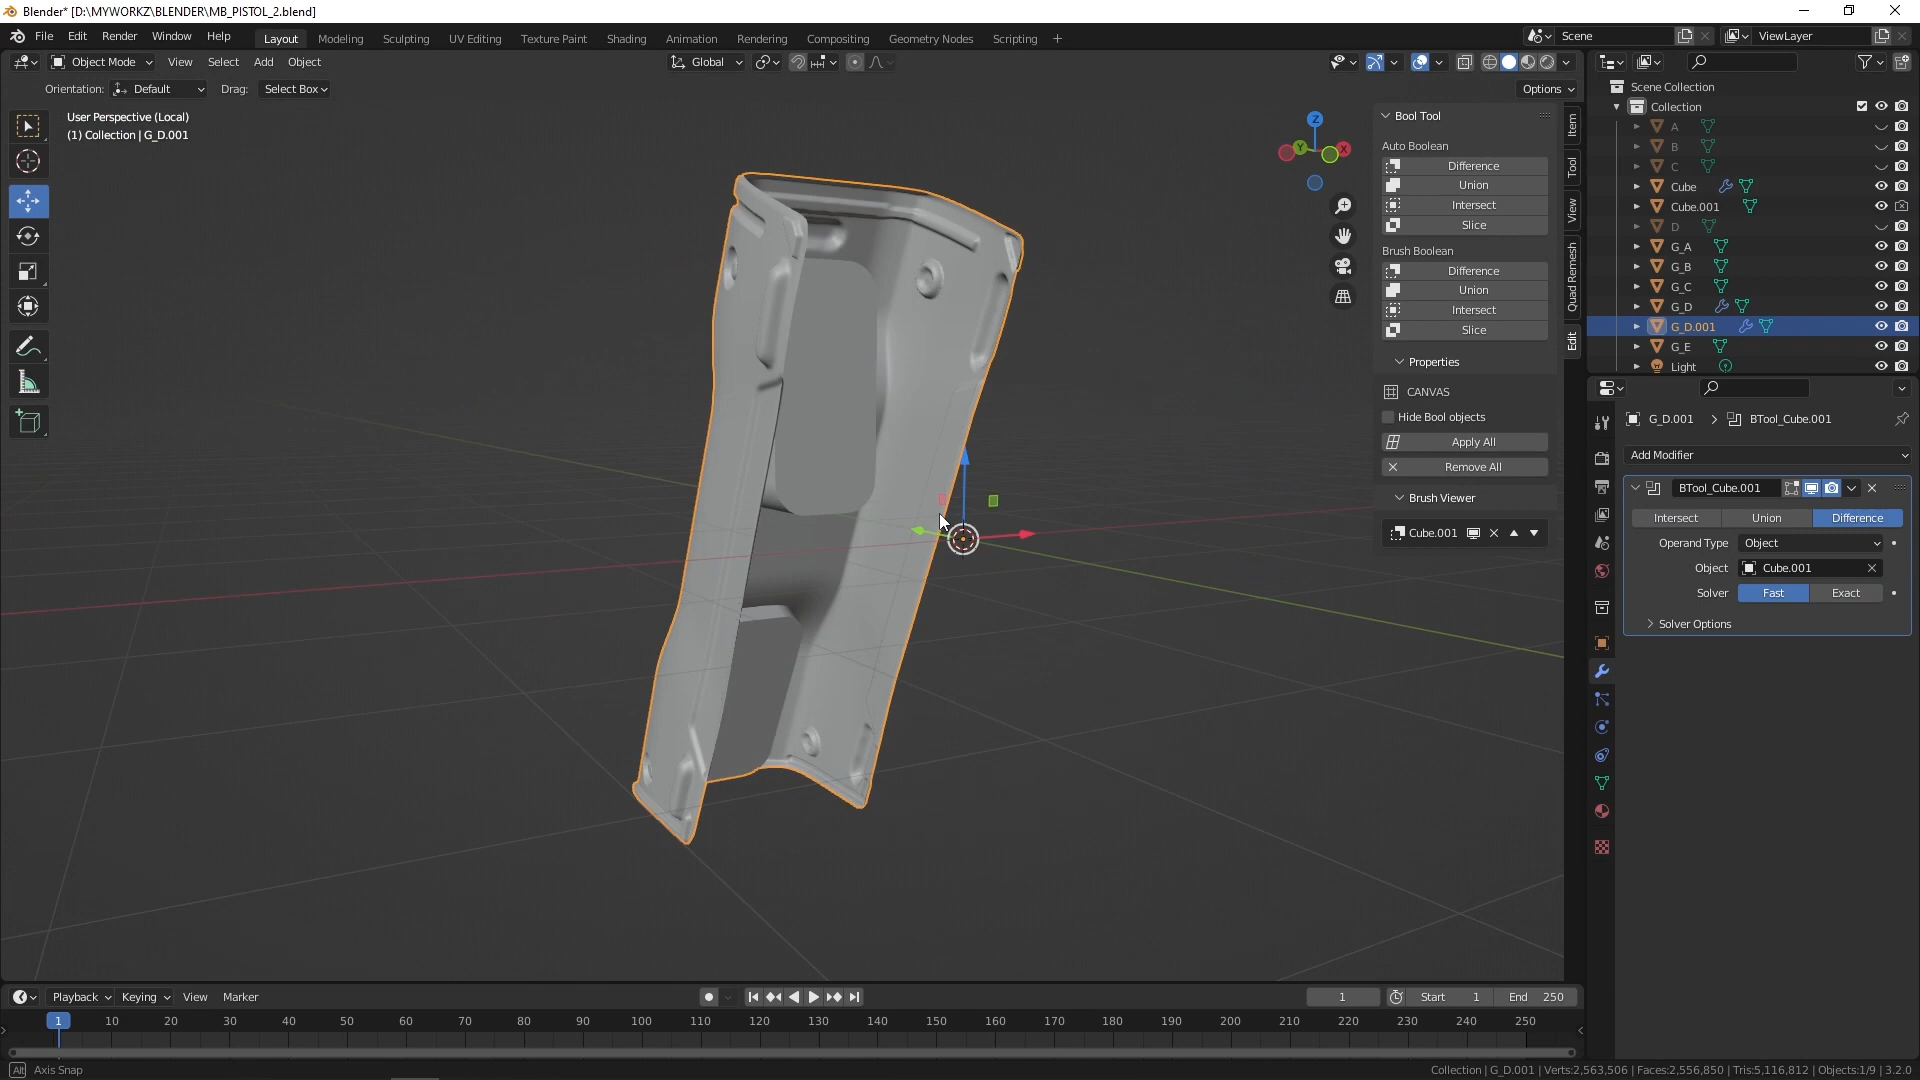 Blender* [D:\MYWORKZ\BLENDER\MB_PISTOL_2.blend]
File Edit Render Window Help Layout Modeling Sculpting UV Editing Texture Paint Shading Animation Rendering Compositing Geometry Nodes Scripting + Scene ViewLayer
Object Mode View Select Add Object Global
Orientation: Default Drag: Select Box Options
User Perspective (Local)
(1) Collection | G_D.001
Z
Y
X
Bool Tool
Auto Boolean
Difference
Union
Intersect
Slice
Brush Boolean
Difference
Union
Intersect
Slice
Properties
CANVAS
Hide Bool objects
Apply All
Remove All
Brush Viewer
Cube.001
Item
Tool
View
Quad Remesh
Edit
Scene Collection
Collection
A
B
C
Cube
Cube.001
D
G_A
G_B
G_C
G_D
G_D.001
G_E
Light
G_D.001 > BTool_Cube.001
Add Modifier
BTool_Cube.001
Intersect Union Difference
Operand Type Object
Object Cube.001
Solver Fast Exact
Solver Options
Playback Keying View Marker 1 Start 1 End 250
1 10 20 30 40 50 60 70 80 90 100 110 120 130 140 150 160 170 180 190 200 210 220 230 240 250
Alt Axis Snap
Collection | G_D.001 | Verts:2,563,506 | Faces:2,556,850 | Tris:5,116,812 | Objects:1/9 | 3.2.0